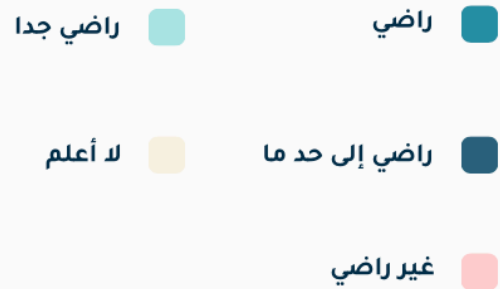 راضي
راضي جدا
راضي إلى حد ما
لا أعلم
غير راضي